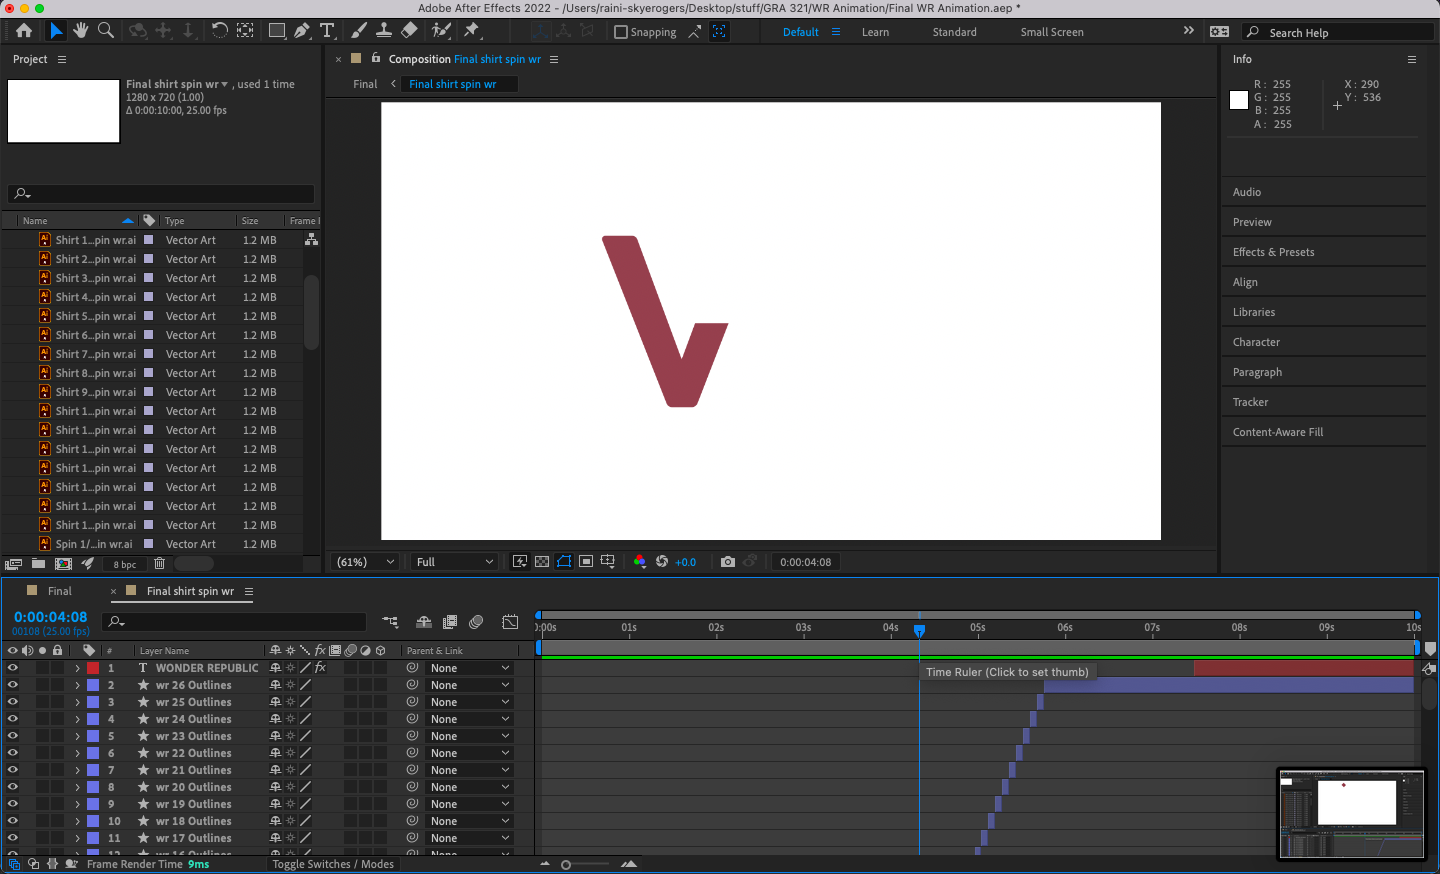 Adobe After Effects 2022 - /Users/raini-skyerogers/Desktop/stuff/GRA 321/WR Animation/Final WR Animation.aep *
Snapping
Default
Learn
Standard
Small Screen
Search Help
Project
Final shirt spin wr , used 1 time
1280 x 720 (1.00)
Δ 0:00:10:00, 25.00 fps
Composition Final shirt spin wr
Final
Final shirt spin wr
Info
R : 255
G : 255
B : 255
A : 255
X : 290
Y : 536
Name Type Size Frame
Shirt 1...pin wr.ai Vector Art 1.2 MB
Shirt 2...pin wr.ai Vector Art 1.2 MB
Shirt 3...pin wr.ai Vector Art 1.2 MB
Shirt 4...pin wr.ai Vector Art 1.2 MB
Shirt 5...pin wr.ai Vector Art 1.2 MB
Shirt 6...pin wr.ai Vector Art 1.2 MB
Shirt 7...pin wr.ai Vector Art 1.2 MB
Shirt 8...pin wr.ai Vector Art 1.2 MB
Shirt 9...pin wr.ai Vector Art 1.2 MB
Shirt 1...pin wr.ai Vector Art 1.2 MB
Shirt 1...pin wr.ai Vector Art 1.2 MB
Shirt 1...pin wr.ai Vector Art 1.2 MB
Shirt 1...pin wr.ai Vector Art 1.2 MB
Shirt 1...pin wr.ai Vector Art 1.2 MB
Shirt 1...pin wr.ai Vector Art 1.2 MB
Shirt 1...pin wr.ai Vector Art 1.2 MB
Spin 1/...in wr.ai Vector Art 1.2 MB
8 bpc
Audio
Preview
Effects & Presets
Align
Libraries
Character
Paragraph
Tracker
Content-Aware Fill
(61%)
Full
+0.0
0:00:04:08
Final
Final shirt spin wr
0:00:04:08
00108 (25.00 fps)
:00s 01s 02s 03s 04s 05s 06s 07s 08s 09s 10s
# Layer Name fx Parent & Link
1 T WONDER REPUBLIC fx None
2 wr 26 Outlines None
3 wr 25 Outlines None
4 wr 24 Outlines None
5 wr 23 Outlines None
6 wr 22 Outlines None
7 wr 21 Outlines None
8 wr 20 Outlines None
9 wr 19 Outlines None
10 wr 18 Outlines None
11 wr 17 Outlines None
Time Ruler (Click to set thumb)
Frame Render Time 9ms
Toggle Switches / Modes